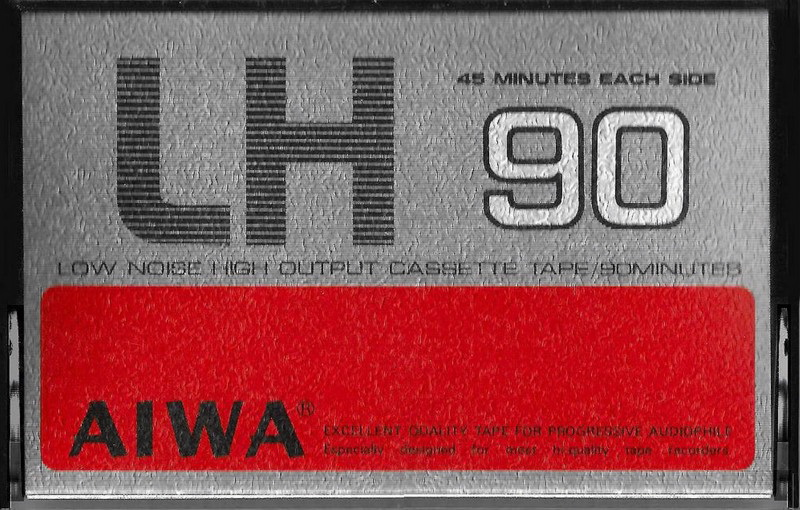 LH
45 MINUTES EACH SIDE
90
LOW NOISE HIGH OUTPUT CASSETTE TAPE/90MINUTES
AIWA®
EXCELLENT QUALITY TAPE FOR PROGRESSIVE AUDIOPHILE
Especially designed for most hi-quality tape recorders.